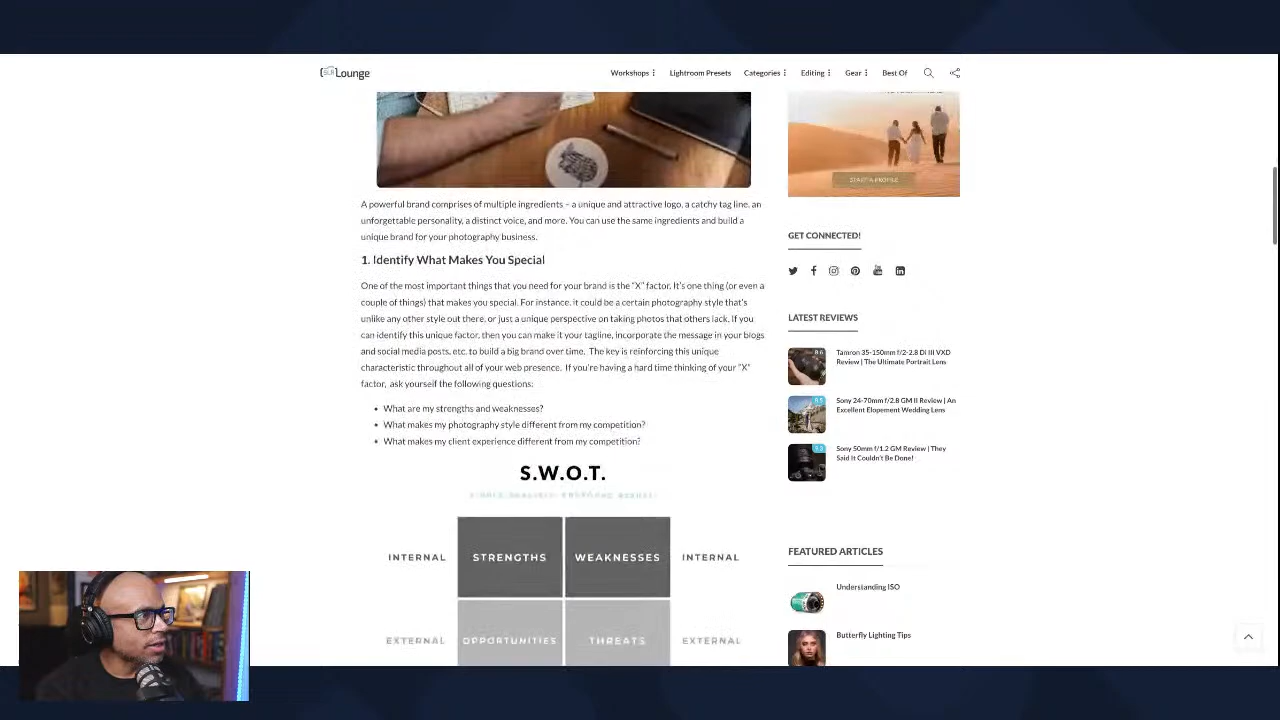 SLR Lounge
Workshops
Lightroom Presets
Categories
Editing
Gear
Best Of
START A PROFILE
A powerful brand comprises of multiple ingredients – a unique and attractive logo, a catchy tag line, an
unforgettable personality, a distinct voice, and more. You can use the same ingredients and build a
unique brand for your photography business.
1. Identify What Makes You Special
One of the most important things that you need for your brand is the “X” factor. It’s one thing (or even a
couple of things) that makes you special. For instance, it could be a certain photography style that’s
unlike any other style out there, or just a unique perspective on taking photos that others lack. If you
can identify this unique factor, then you can make it your tagline, incorporate the message in your blogs
and social media posts, etc. to build a big brand over time. The key is reinforcing this unique
characteristic throughout all of your web presence. If you’re having a hard time thinking of your “X”
factor, ask yourself the following questions:
• What are my strengths and weaknesses?
• What makes my photography style different from my competition?
• What makes my client experience different from my competition?
S.W.O.T.
INTERNAL STRENGTHS WEAKNESSES INTERNAL
EXTERNAL OPPORTUNITIES THREATS EXTERNAL
GET CONNECTED!
LATEST REVIEWS
Tamron 35-150mm f/2-2.8 Di III VXD
Review | The Ultimate Portrait Lens
Sony 24-70mm f/2.8 GM II Review | An
Excellent Elopement Wedding Lens
Sony 50mm f/1.2 GM Review | They
Said It Couldn’t Be Done!
FEATURED ARTICLES
Understanding ISO
Butterfly Lighting Tips